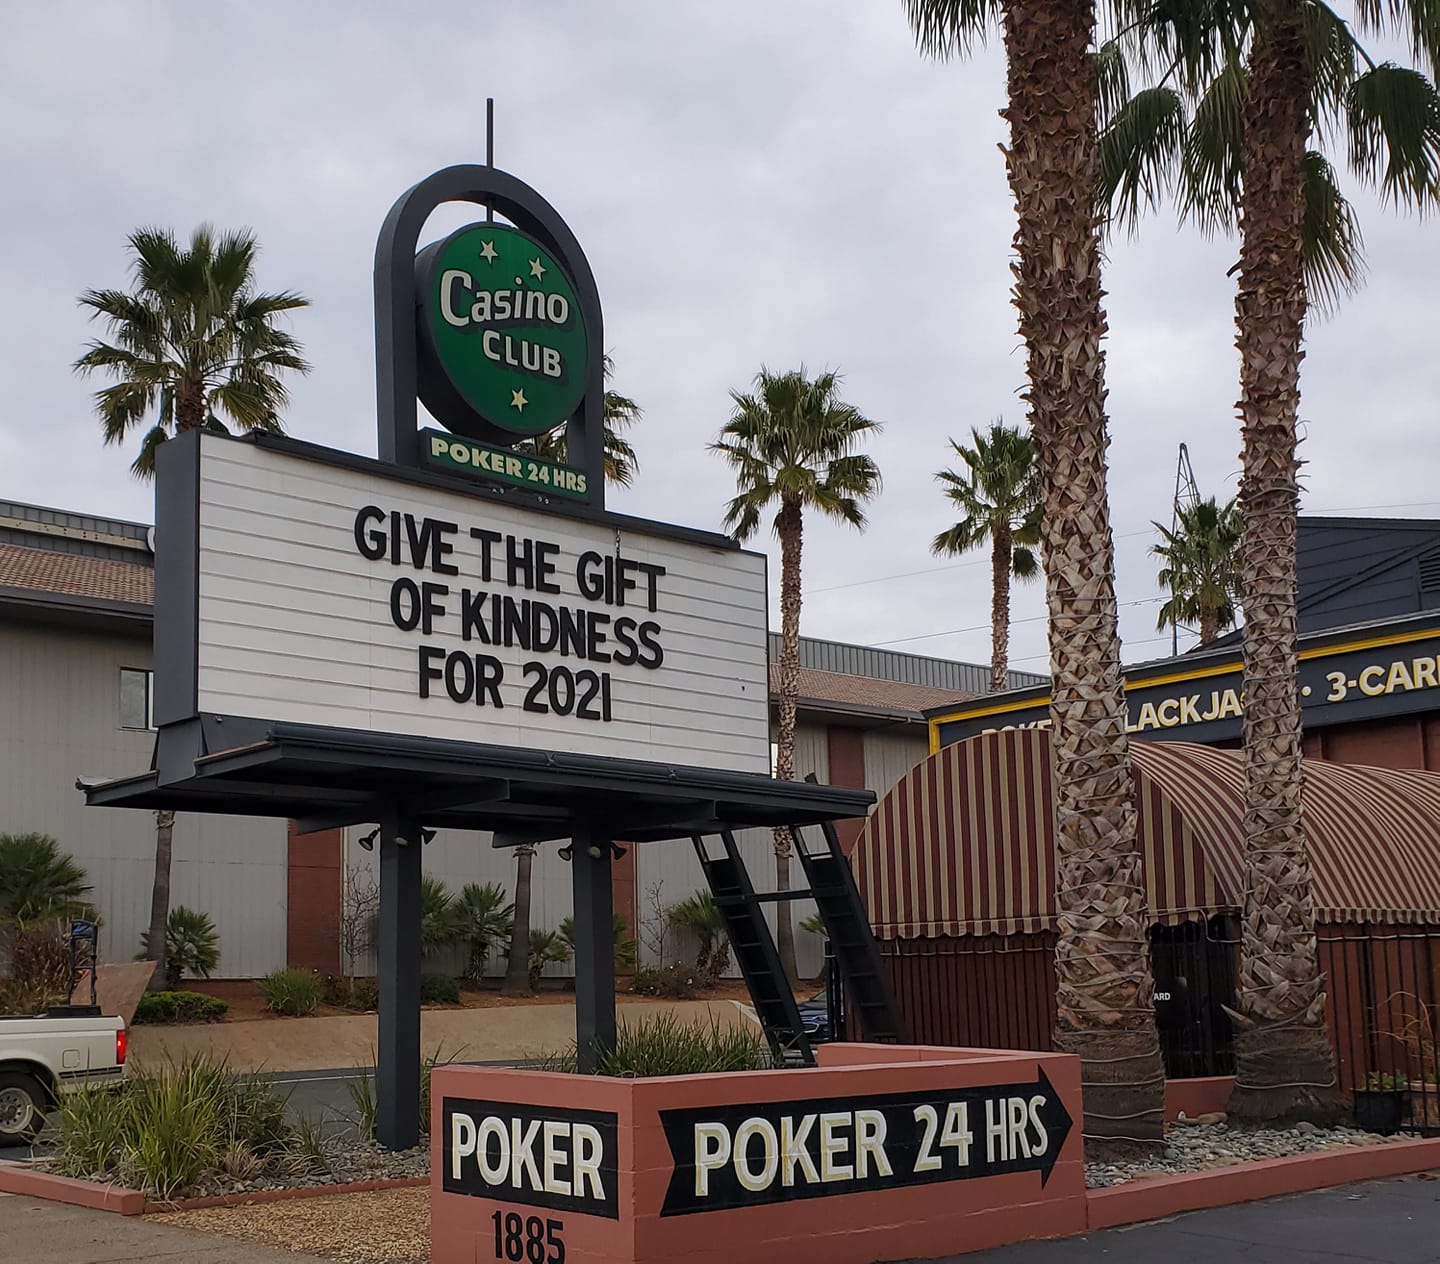 Casino
CLUB
POKER 24 HRS
GIVE THE GIFT
OF KINDNESS
FOR 2021
3-CAR
POKER
1885
POKER 24 HRS
ARD